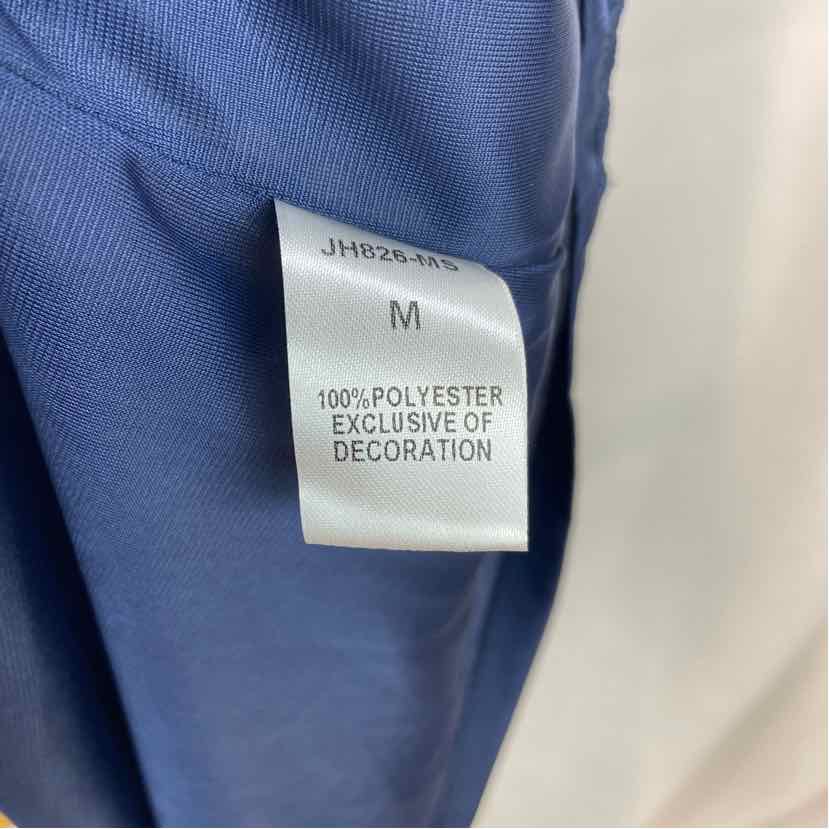 JH826-MS
M
100%POLYESTER
EXCLUSIVE OF
DECORATION